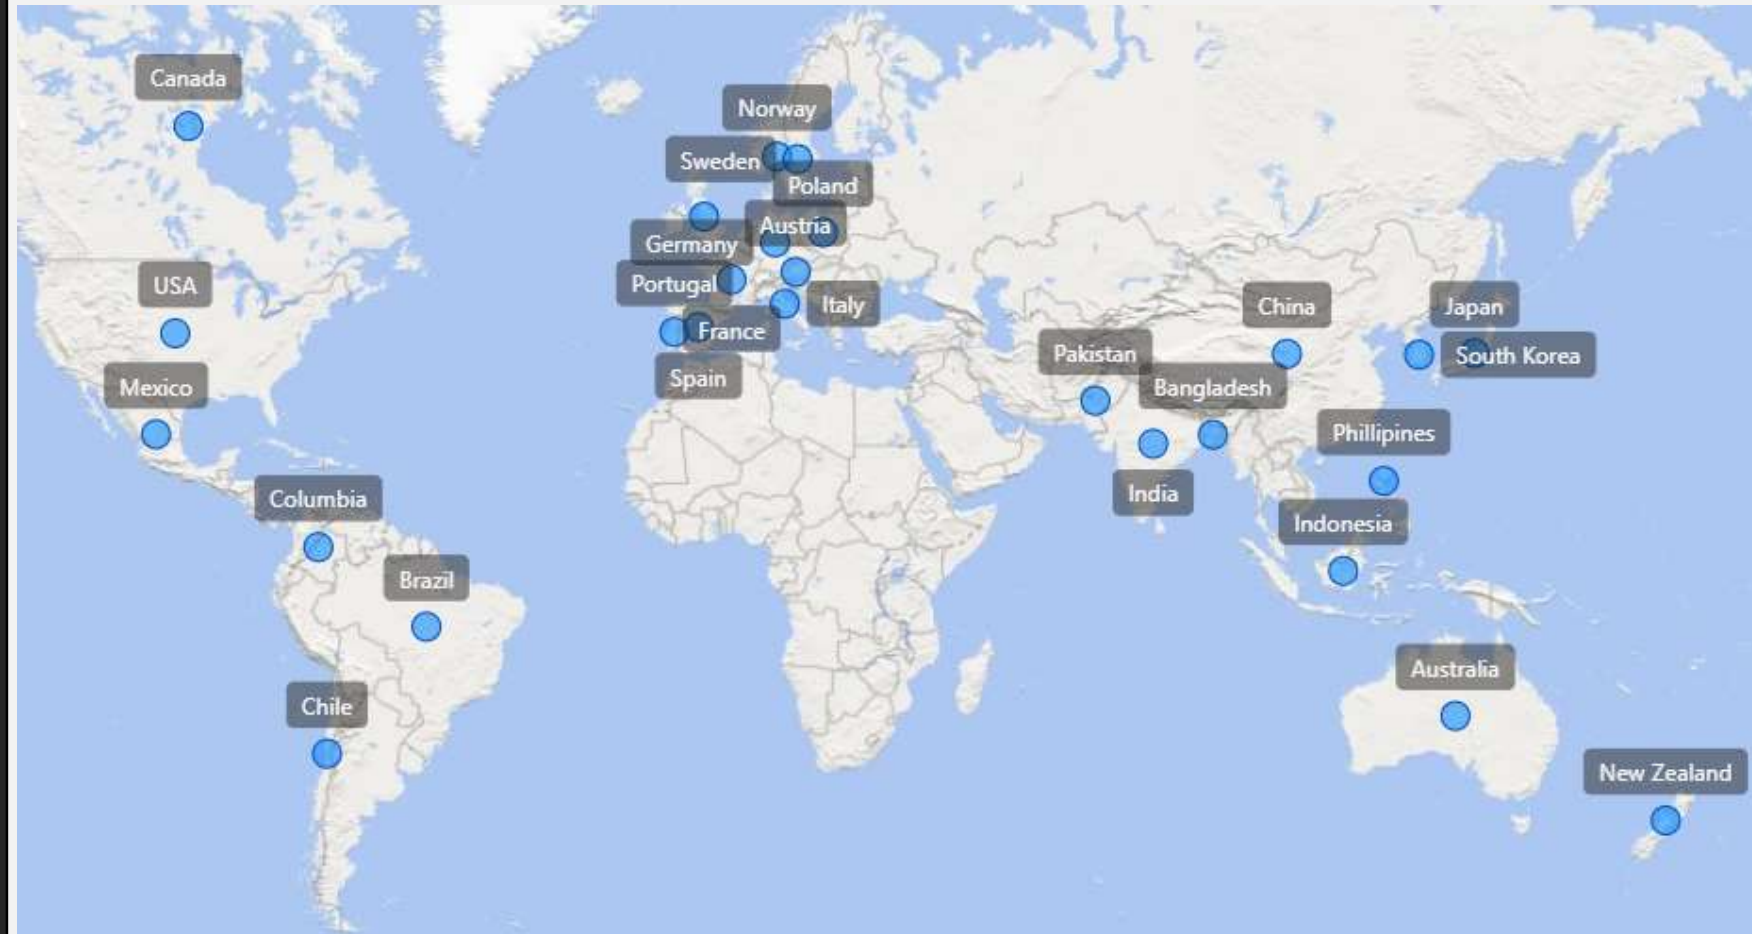 Canada
Norway
Sweden
Poland
Austria
Germany
Portugal
USA
Italy
China
Japan
France
Pakistan
South Korea
Spain
Mexico
Bangladesh
Phillipines
India
Columbia
Indonesia
Brazil
Australia
Chile
New Zealand